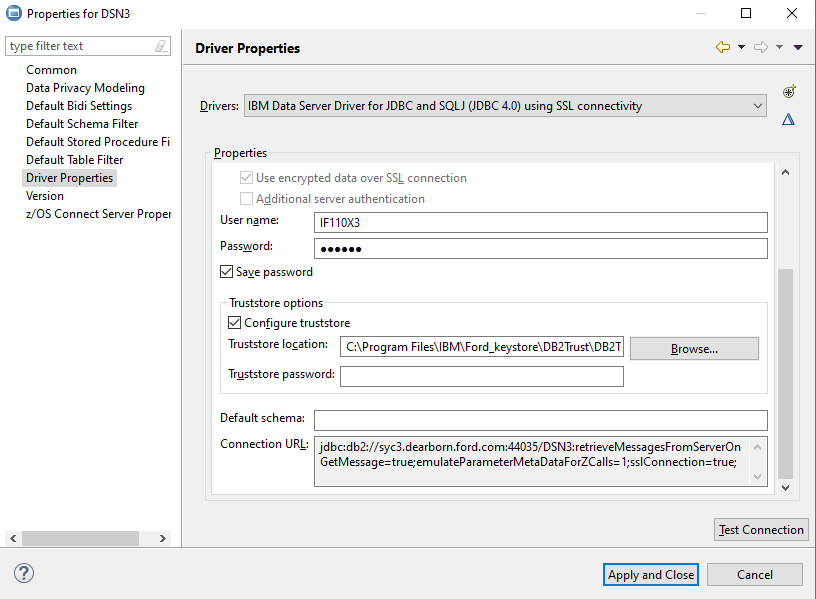 Properties for DSN3
type filter text
Common
Data Privacy Modeling
Default Bidi Settings
Default Schema Filter
Default Stored Procedure Fi
Default Table Filter
Driver Properties
Version
z/OS Connect Server Proper
Driver Properties
Drivers: IBM Data Server Driver for JDBC and SQLJ (JDBC 4.0) using SSL connectivity
Properties
Use encrypted data over SSL connection
Additional server authentication
User name: IF110X3
Password: ●●●●●●
Save password
Truststore options
Configure truststore
Truststore location: C:\Program Files\IBM\Ford_keystore\DB2Trust\DB2T Browse...
Truststore password:
Default schema:
Connection URL: jdbc:db2://syc3.dearborn.ford.com:44035/DSN3:retrieveMessagesFromServerOn
GetMessage=true;emulateParameterMetaDataForZCalls=1;sslConnection=true;
Test Connection
Apply and Close Cancel